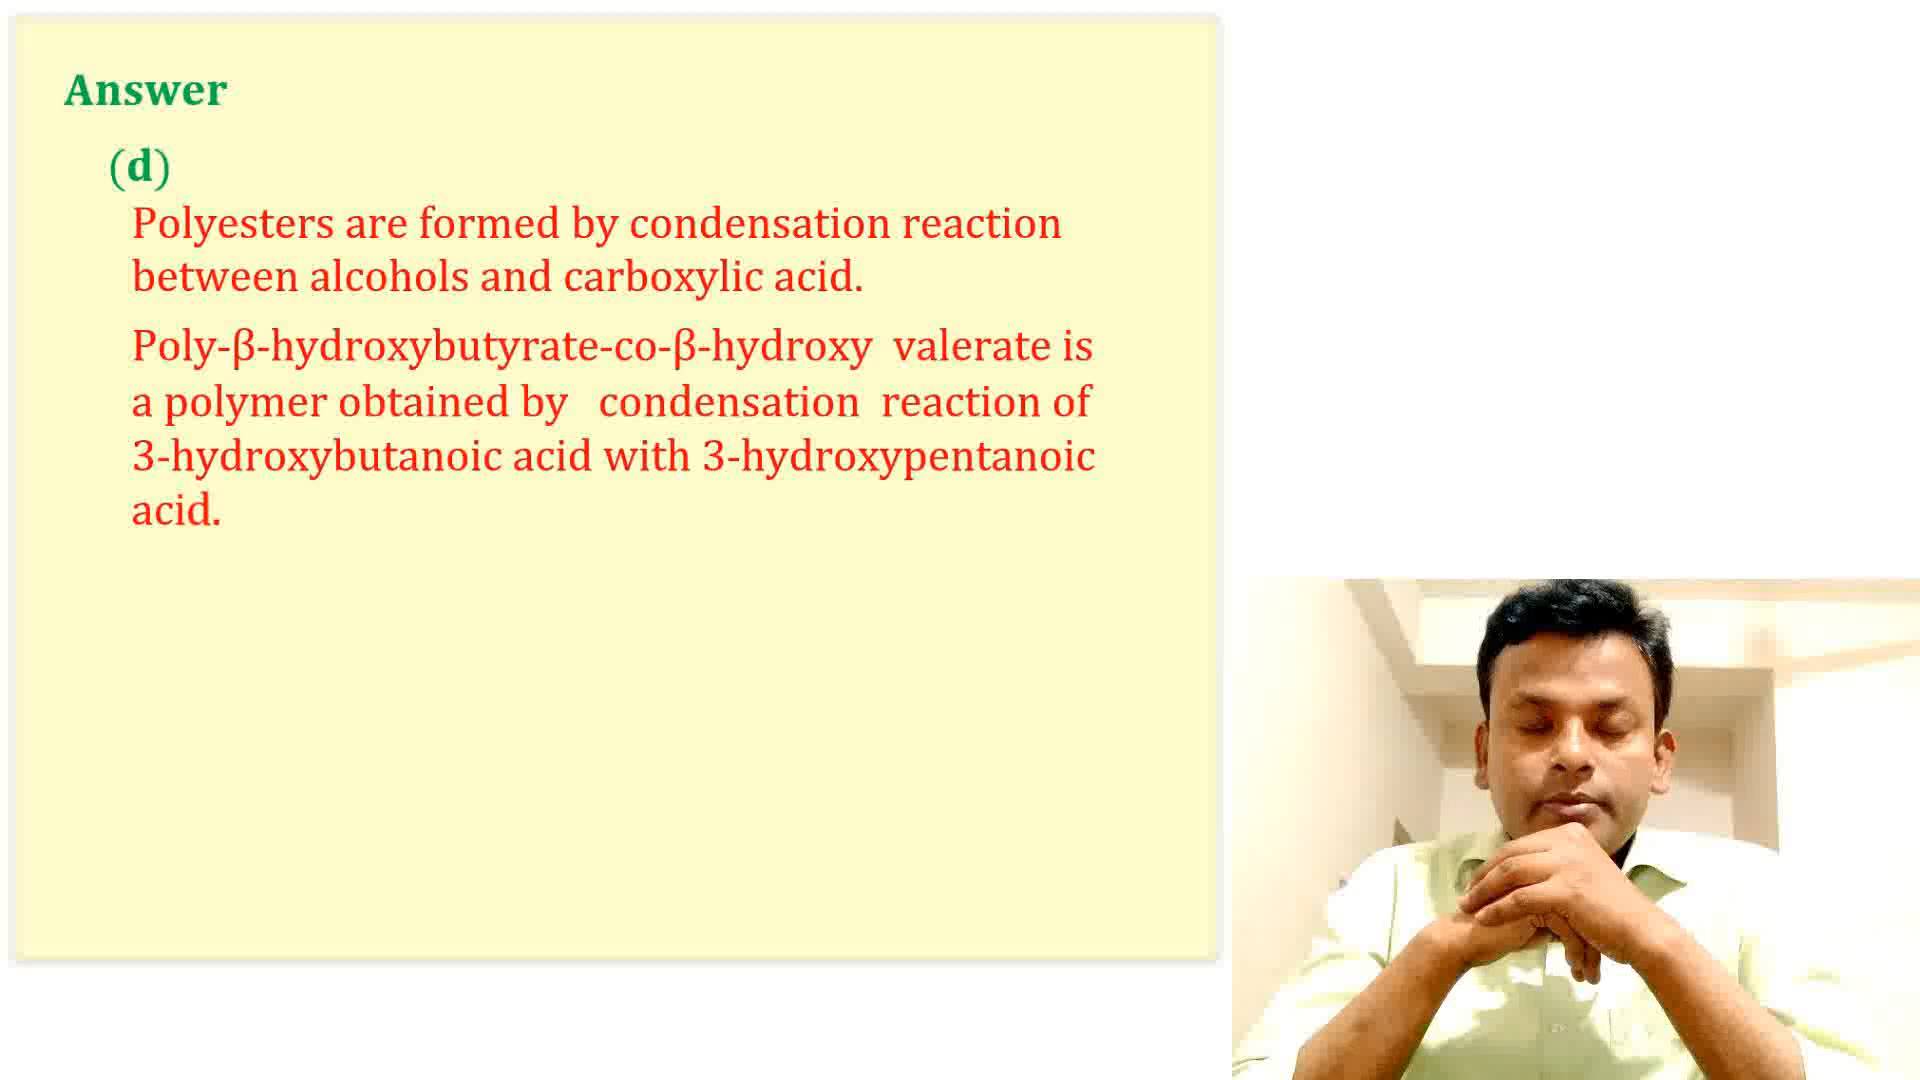 Answer
(d)
Polyesters are formed by condensation reaction
between alcohols and carboxylic acid.
Poly-β-hydroxybutyrate-co-β-hydroxy valerate is
a polymer obtained by condensation reaction of
3-hydroxybutanoic acid with 3-hydroxypentanoic
acid.